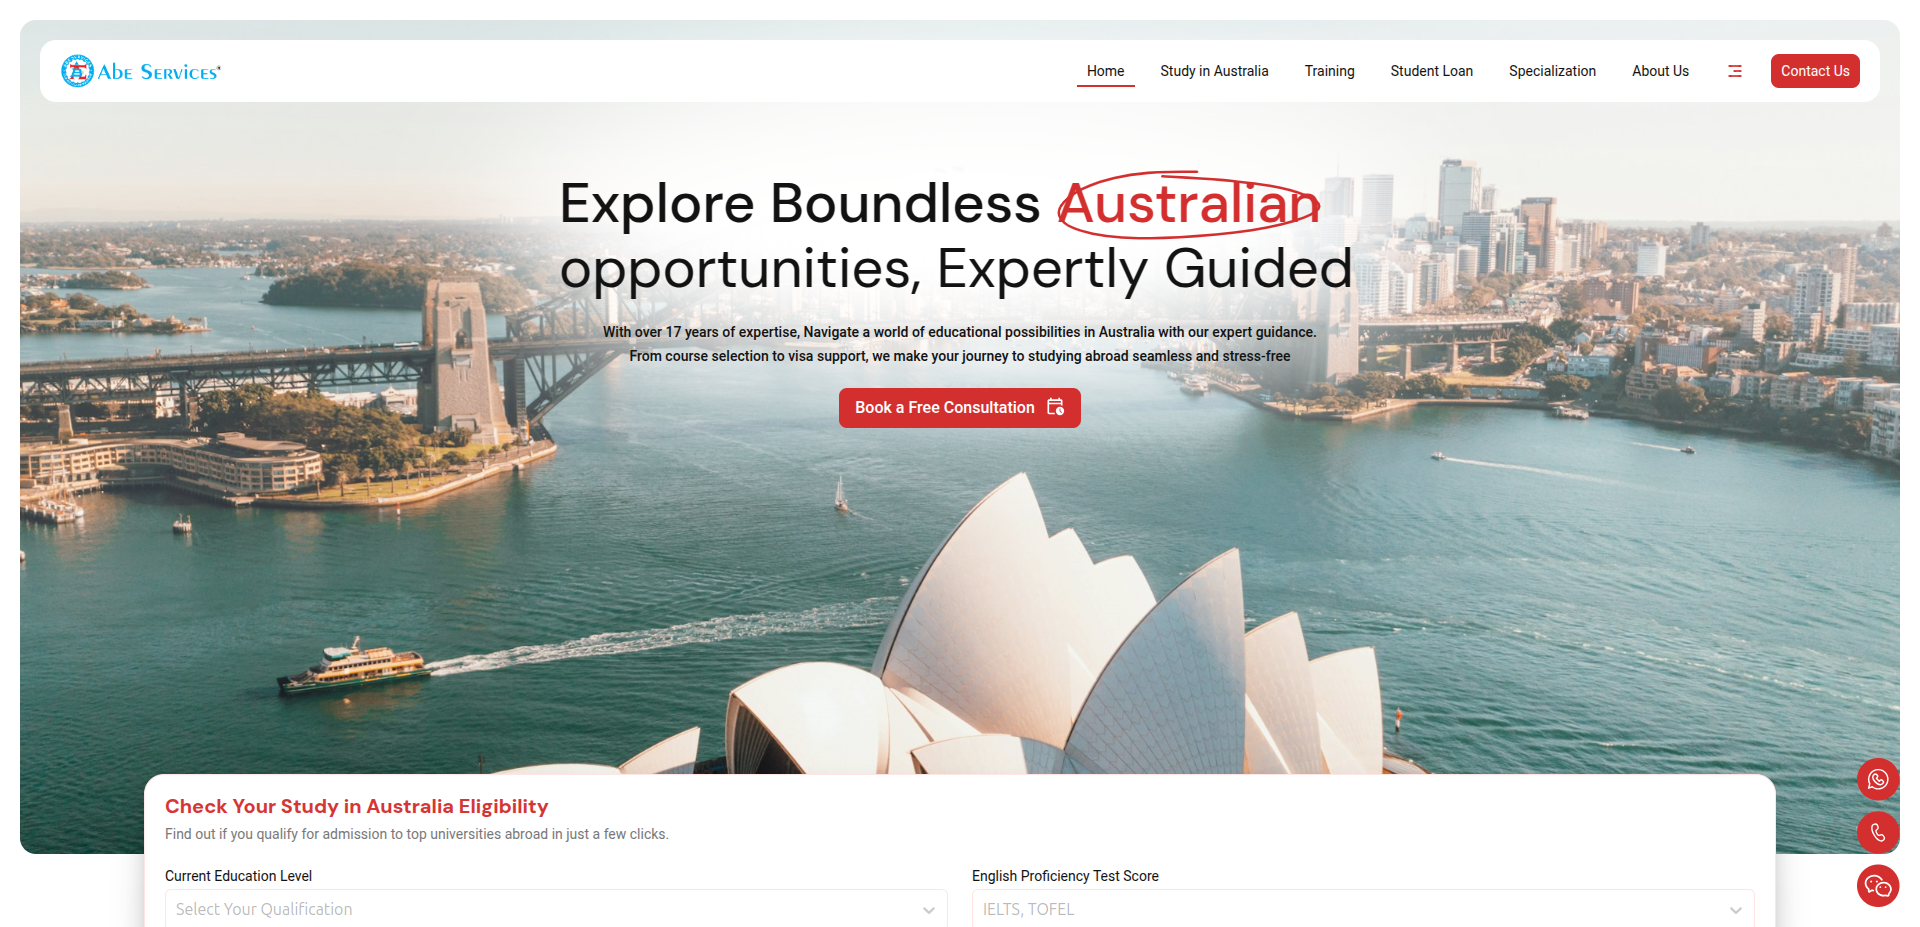 Abe Services
Home
Study in Australia
Training
Student Loan
Specialization
About Us
Contact Us
Explore Boundless Australian
opportunities, Expertly Guided
With over 17 years of expertise, Navigate a world of educational possibilities in Australia with our expert guidance.
From course selection to visa support, we make your journey to studying abroad seamless and stress-free
Book a Free Consultation
Check Your Study in Australia Eligibility
Find out if you qualify for admission to top universities abroad in just a few clicks.
Current Education Level
Select Your Qualification
English Proficiency Test Score
IELTS, TOFEL